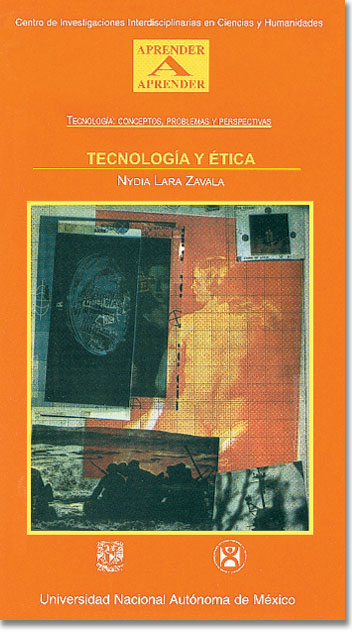 Centro de Investigaciones Interdisciplinarias en Ciencias y Humanidades
APRENDER
A
APRENDER
TECNOLOGÍA: CONCEPTOS, PROBLEMAS Y PERSPECTIVAS
TECNOLOGÍA Y ÉTICA
NYDIA LARA ZAVALA
Universidad Nacional Autónoma de México